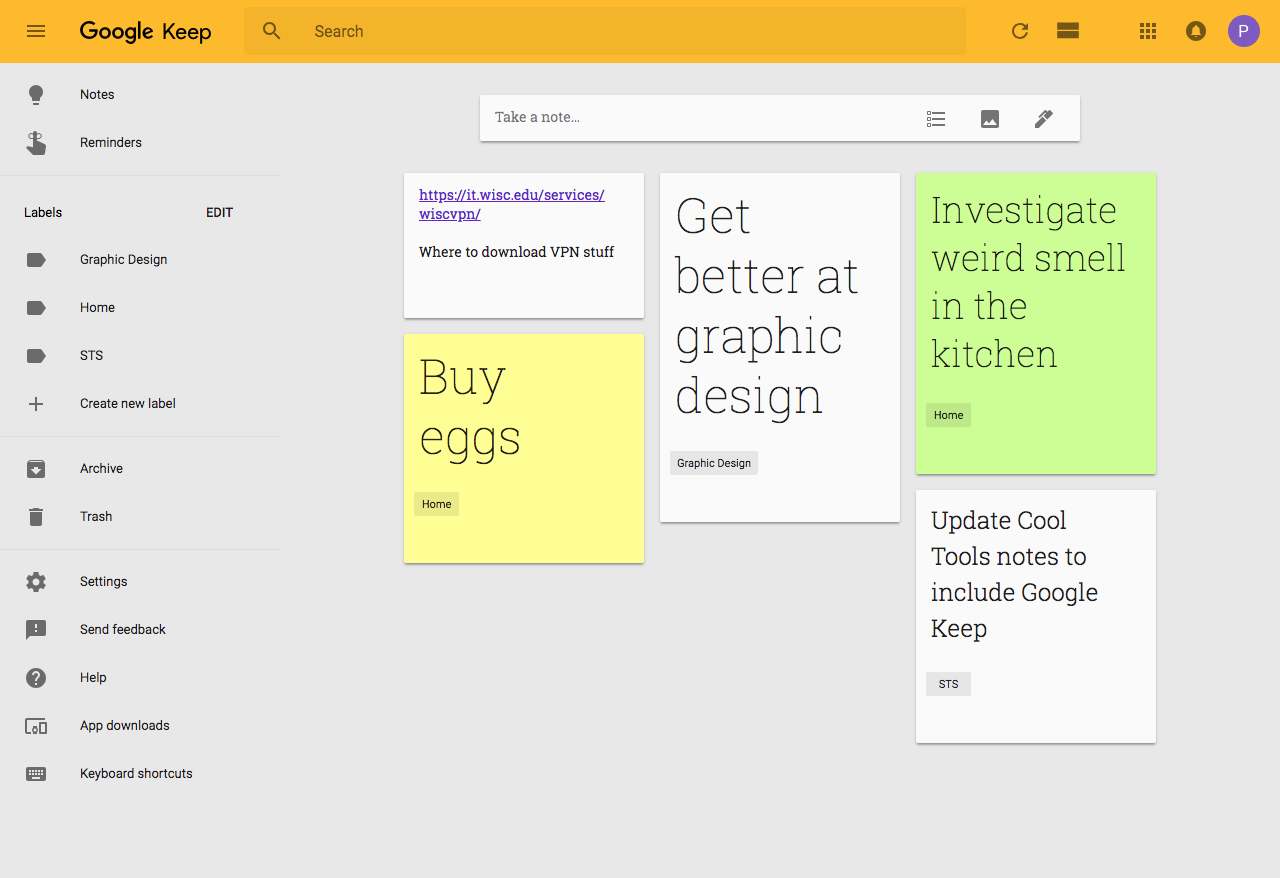 Google Keep
Search
P
Notes
Reminders
Labels
EDIT
Graphic Design
Home
STS
Create new label
Archive
Trash
Settings
Send feedback
Help
App downloads
Keyboard shortcuts
Take a note...
https://it.wisc.edu/services/
wiscvpn/
Where to download VPN stuff
Buy
eggs
Home
Get
better at
graphic
design
Graphic Design
Investigate
weird smell
in the
kitchen
Home
Update Cool
Tools notes to
include Google
Keep
STS